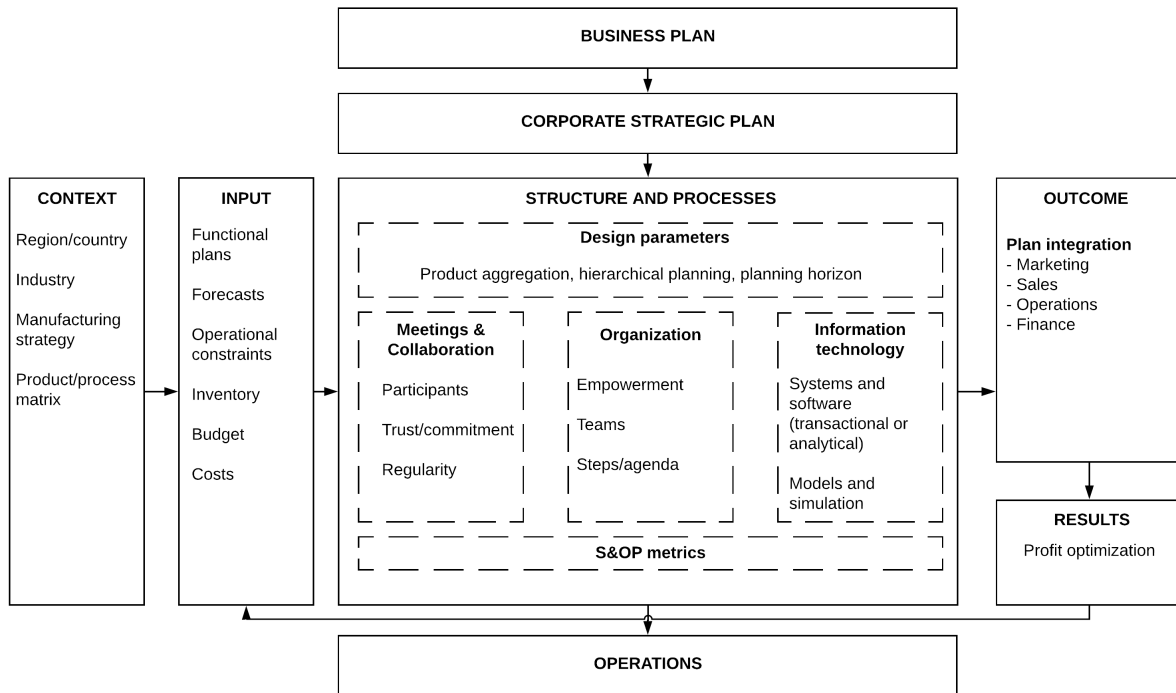 BUSINESS PLAN
CORPORATE STRATEGIC PLAN
CONTEXT
Region/country
Industry
Manufacturing
strategy
Product/process
matrix
INPUT
Functional
plans
Forecasts
Operational
constraints
Inventory
Budget
Costs
STRUCTURE AND PROCESSES
Design parameters
Product aggregation, hierarchical planning, planning horizon
Meetings &
Collaboration
Participants
Trust/commitment
Regularity
Organization
Empowerment
Teams
Steps/agenda
Information
technology
Systems and
software
(transactional or
analytical)
Models and
simulation
S&OP metrics
OUTCOME
Plan integration
- Marketing
- Sales
- Operations
- Finance
RESULTS
Profit optimization
OPERATIONS